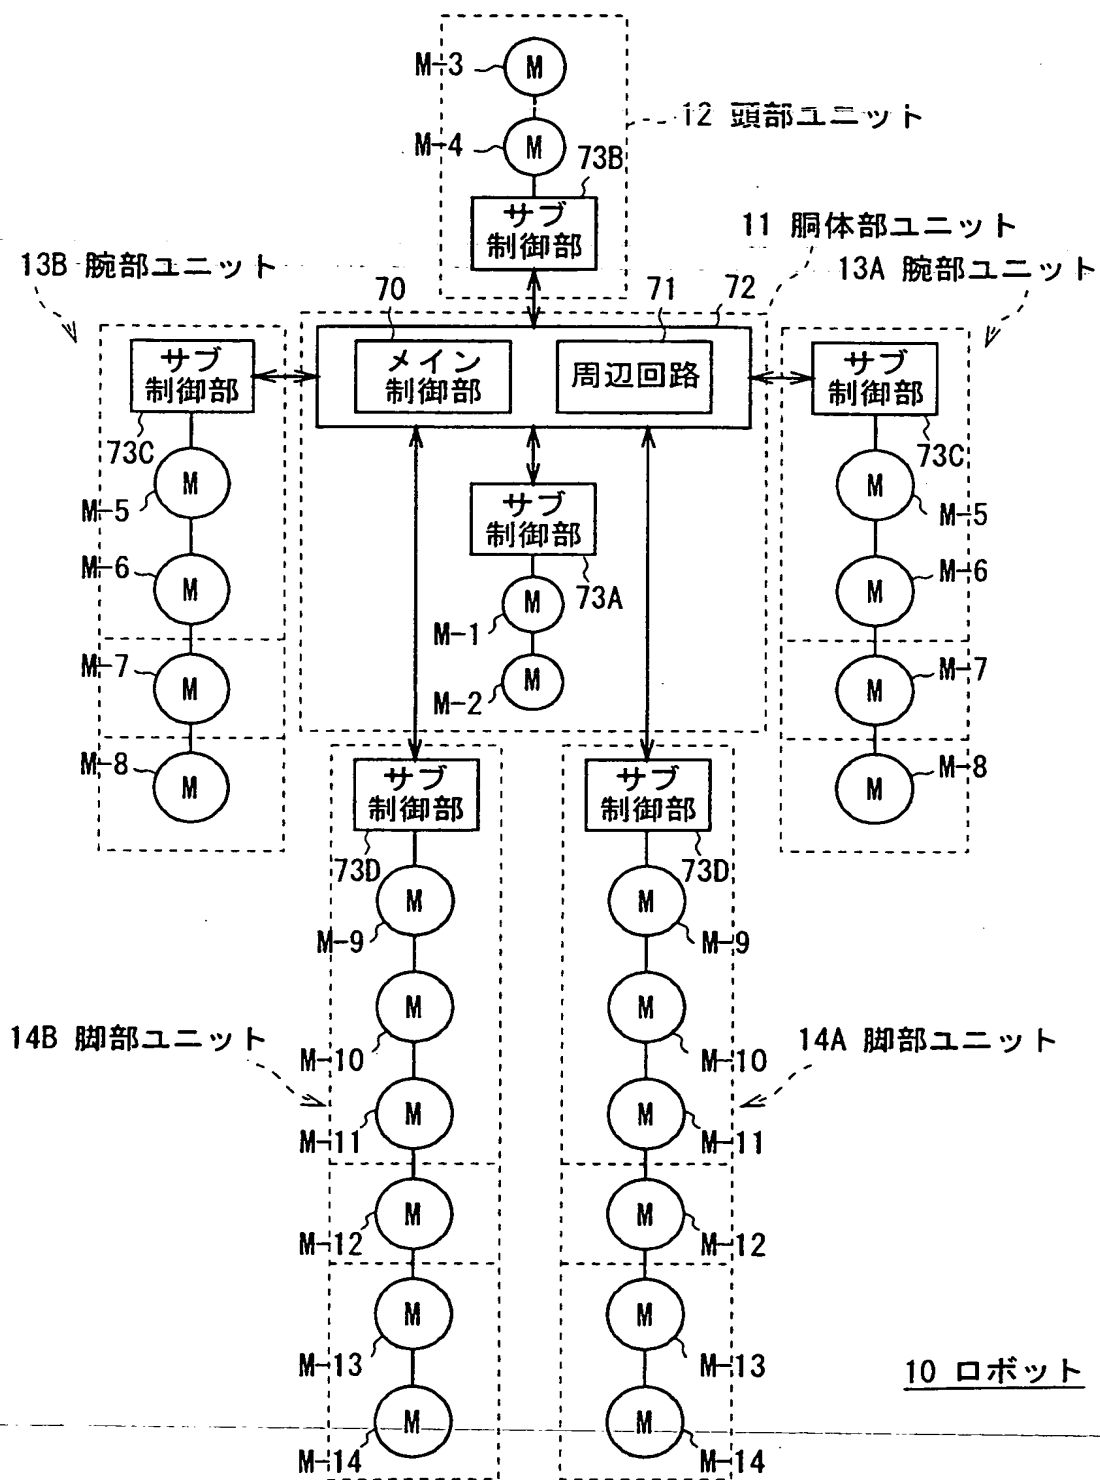 M-3
M
12 頭部ユニット
M-4
M
73B
サブ
制御部
11 胴体部ユニット
13B 腕部ユニット
13A 腕部ユニット
70
71
72
サブ
制御部
メイン
制御部
周辺回路
サブ
制御部
73C
73C
M-5
M
サブ
制御部
M
M-5
M-6
M
73A
M
M-6
M-1
M
M-7
M
M-2
M
M
M-7
M-8
M
M
M-8
サブ
制御部
サブ
制御部
73D
73D
M
M
M-9
M-9
14B 脚部ユニット
M
M
14A 脚部ユニット
M-10
M-10
M
M
M-11
M-11
M
M
M-12
M-12
M
M
M-13
M-13
10 ロボット
M
M
M-14
M-14